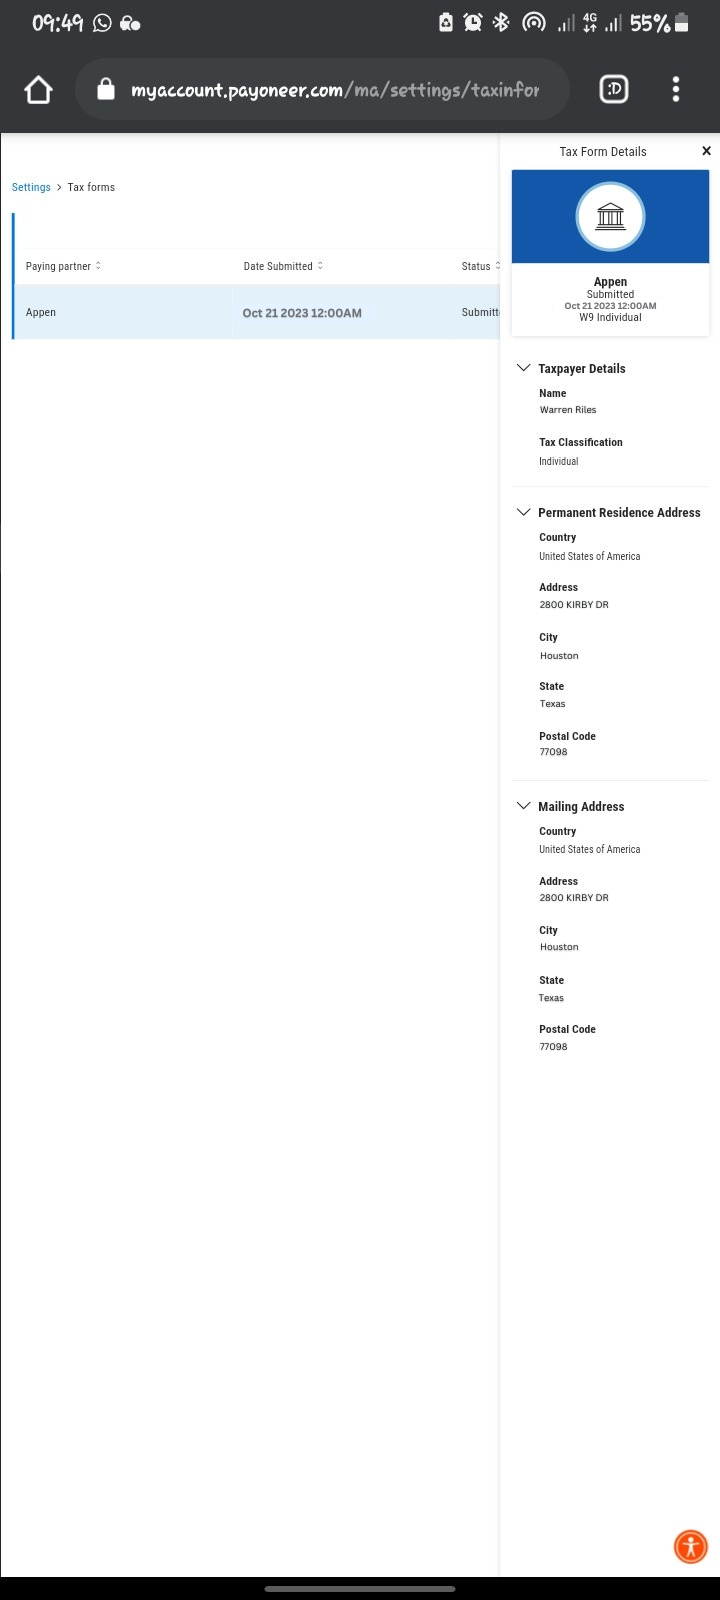 09:49 4G 55%
myaccount.payoneer.com/ma/settings/taxinfor
:D
Tax Form Details
Settings > Tax forms
Paying partner Date Submitted Status
Appen Oct 21 2023 12:00AM Submitt
Appen
Submitted
Oct 21 2023 12:00AM
W9 Individual
Taxpayer Details
Name
Warren Riles
Tax Classification
Individual
Permanent Residence Address
Country
United States of America
Address
2800 KIRBY DR
City
Houston
State
Texas
Postal Code
77098
Mailing Address
Country
United States of America
Address
2800 KIRBY DR
City
Houston
State
Texas
Postal Code
77098